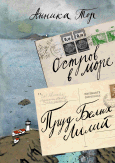 Анника Тор
Остров
в море
Пруд Белых
Лилий